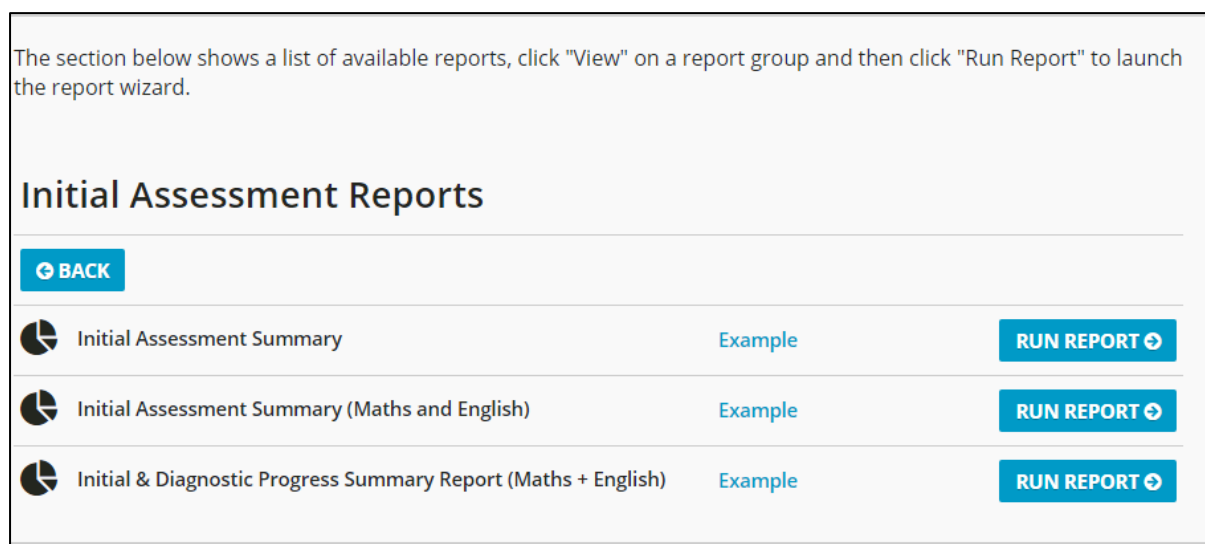 The section below shows a list of available reports, click "View" on a report group and then click "Run Report" to launch
the report wizard.
Initial Assessment Reports
BACK
Initial Assessment Summary Example RUN REPORT
Initial Assessment Summary (Maths and English) Example RUN REPORT
Initial & Diagnostic Progress Summary Report (Maths + English) Example RUN REPORT